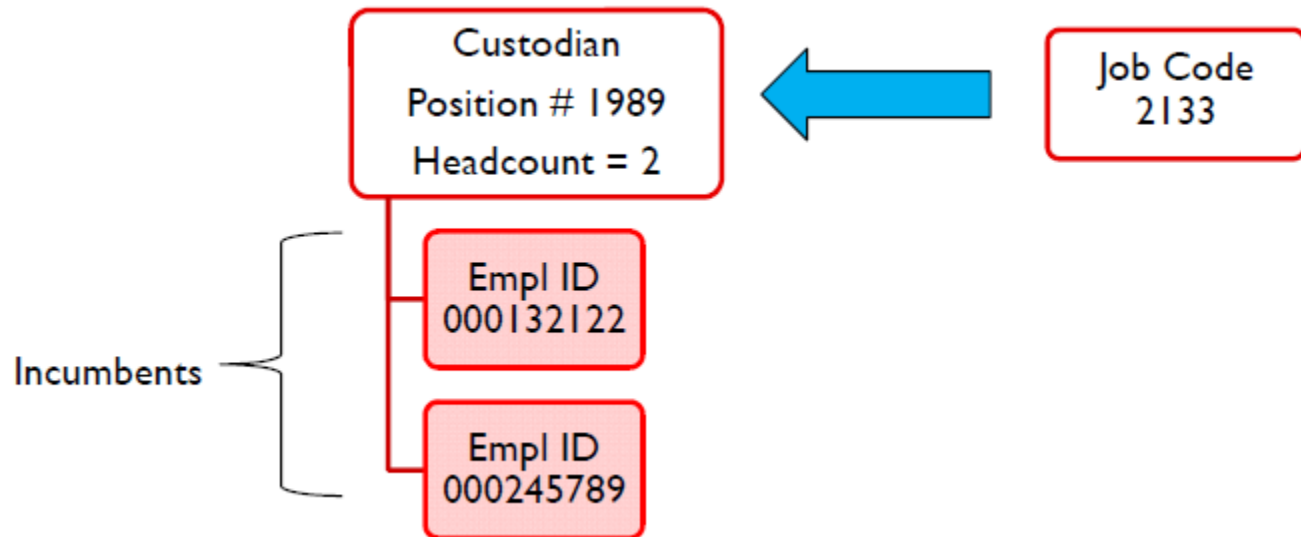 Custodian
Position # 1989
Headcount = 2
Job Code
2133
Incumbents
Empl ID
000132122
Empl ID
000245789